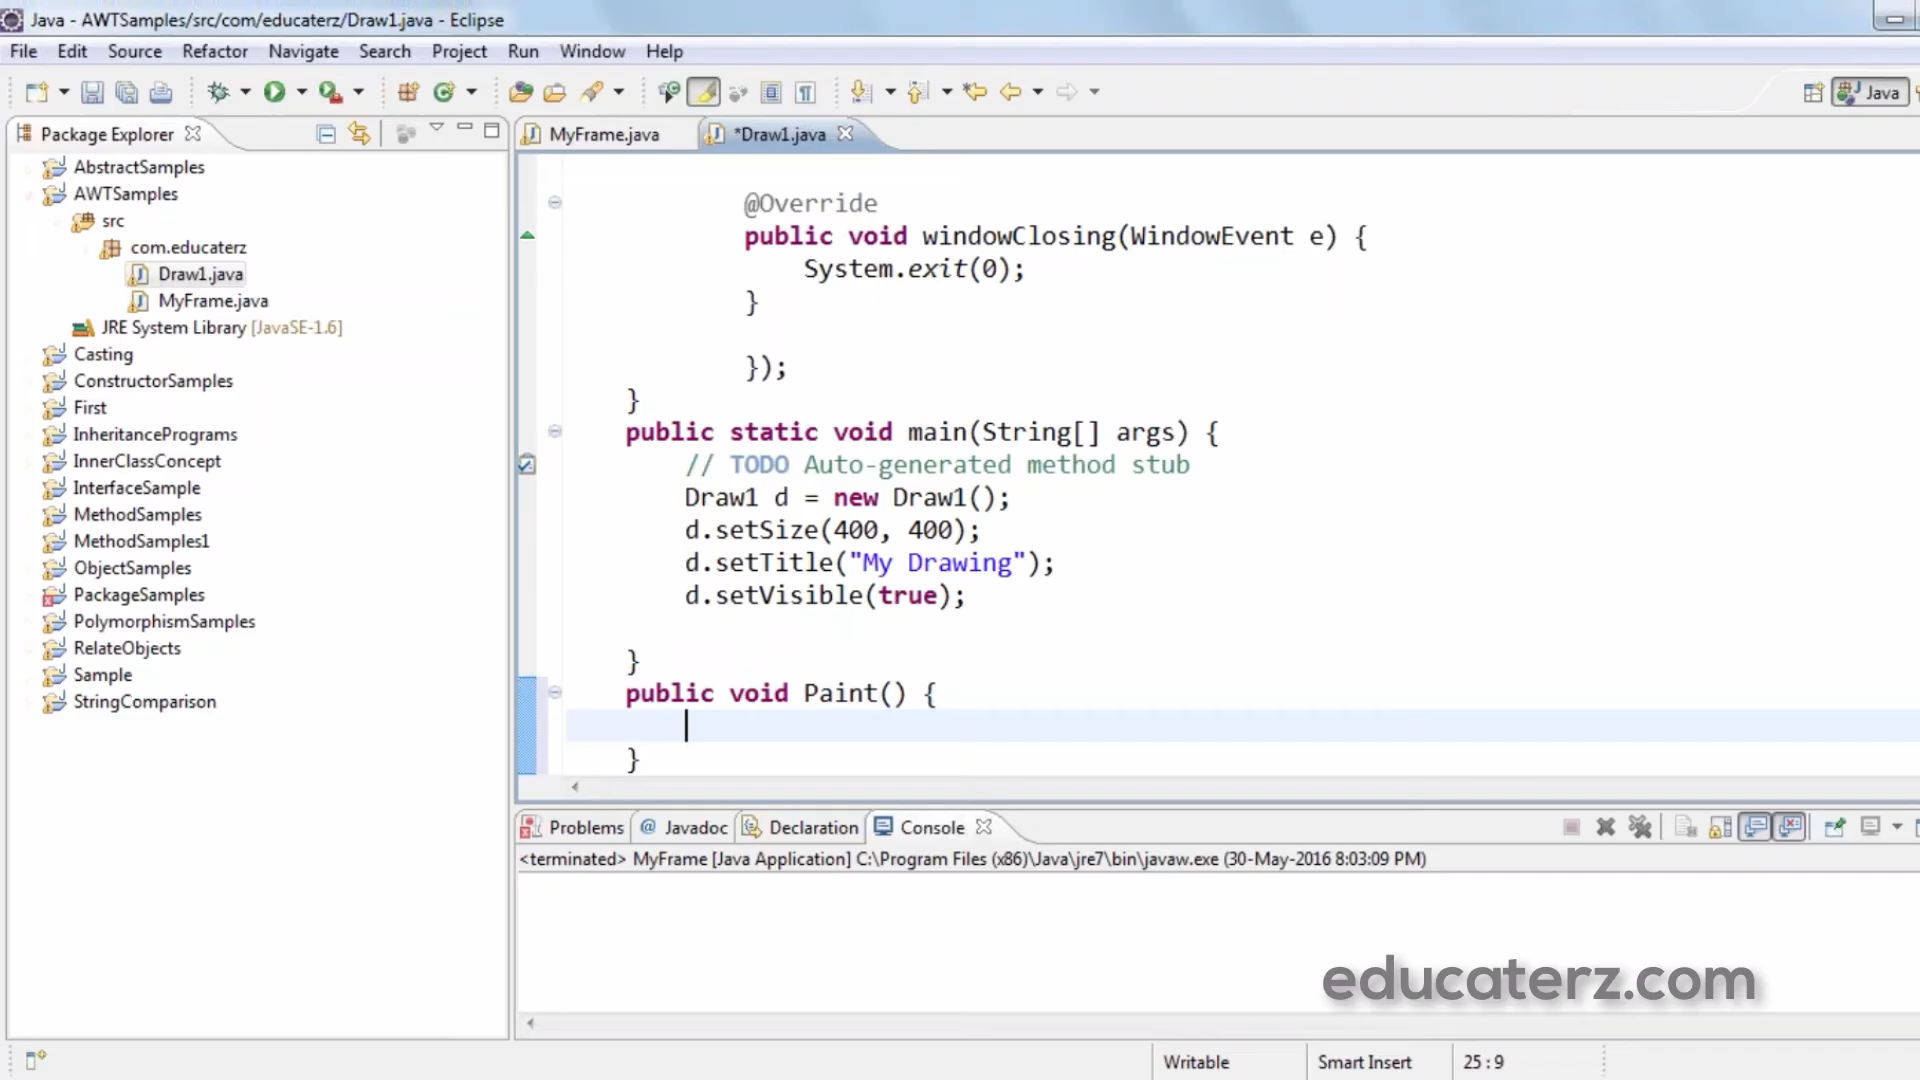 Java - AWTSamples/src/com/educaterz/Draw1.java - Eclipse
File Edit Source Refactor Navigate Search Project Run Window Help
Java
Package Explorer
MyFrame.java
*Draw1.java
AbstractSamples
AWTSamples
src
com.educaterz
Draw1.java
MyFrame.java
JRE System Library [JavaSE-1.6]
Casting
ConstructorSamples
First
InheritancePrograms
InnerClassConcept
InterfaceSample
MethodSamples
MethodSamples1
ObjectSamples
PackageSamples
PolymorphismSamples
RelateObjects
Sample
StringComparison
@Override
public void windowClosing(WindowEvent e) {
System.exit(0);
}
});
}
public static void main(String[] args) {
// TODO Auto-generated method stub
Draw1 d = new Draw1();
d.setSize(400, 400);
d.setTitle("My Drawing");
d.setVisible(true);
}
public void Paint() {
}
Problems @ Javadoc Declaration Console
<terminated> MyFrame [Java Application] C:\Program Files (x86)\Java\jre7\bin\javaw.exe (30-May-2016 8:03:09 PM)
educaterz.com
Writable Smart Insert 25 : 9